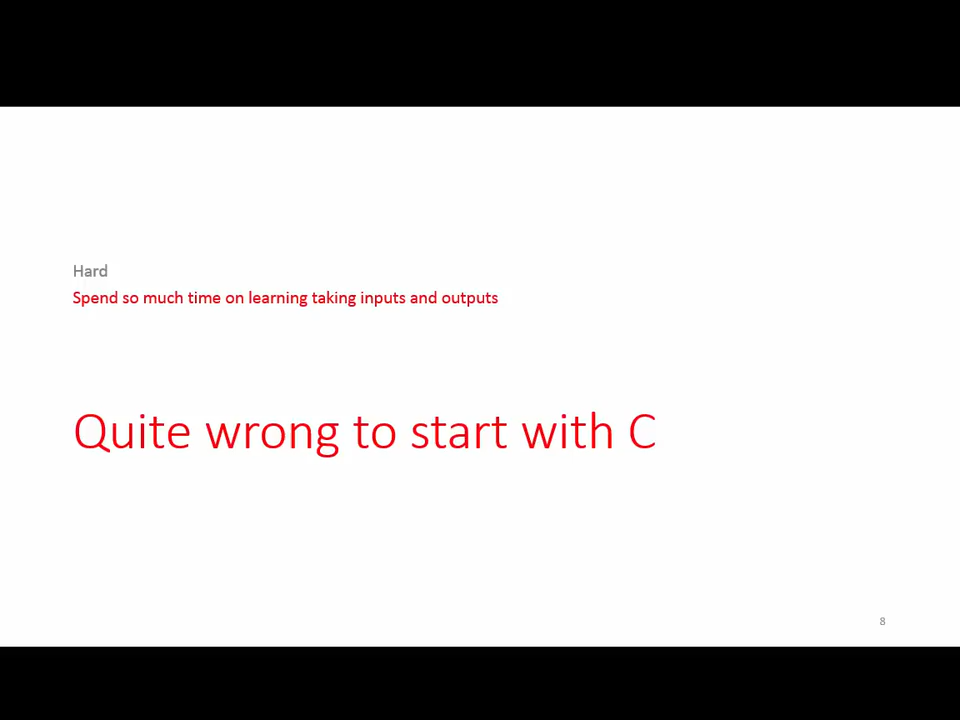 Hard
Spend so much time on learning taking inputs and outputs
Quite wrong to start with C
8